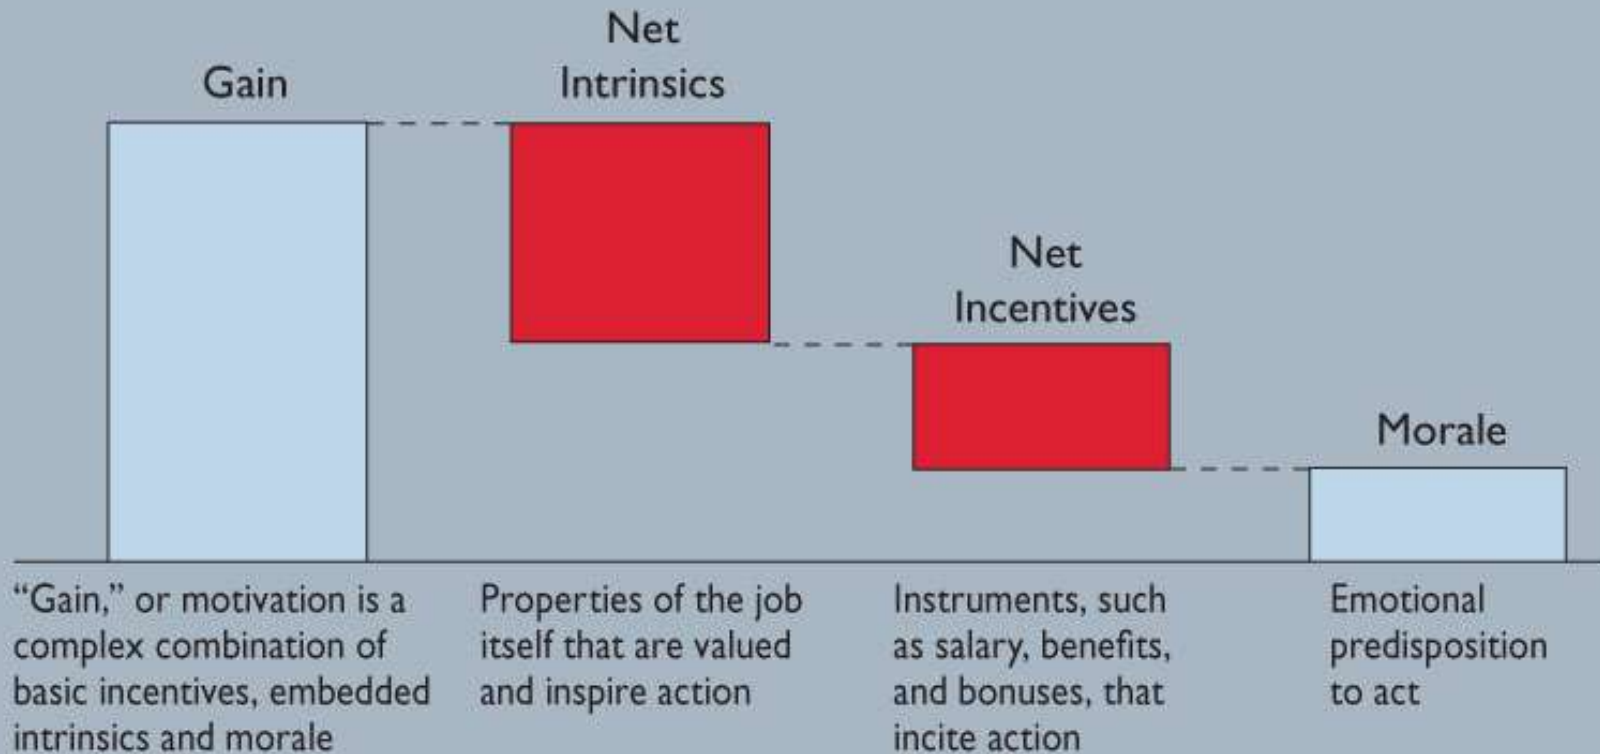 Gain
Net
Intrinsics
Net
Incentives
Morale
“Gain,” or motivation is a
complex combination of
basic incentives, embedded
intrinsics and morale
Properties of the job
itself that are valued
and inspire action
Instruments, such
as salary, benefits,
and bonuses, that
incite action
Emotional
predisposition
to act